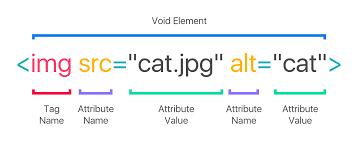 Void Element
<img src="cat.jpg" alt="cat">
Tag Name
Attribute Name
Attribute Value
Attribute Name
Attribute Value